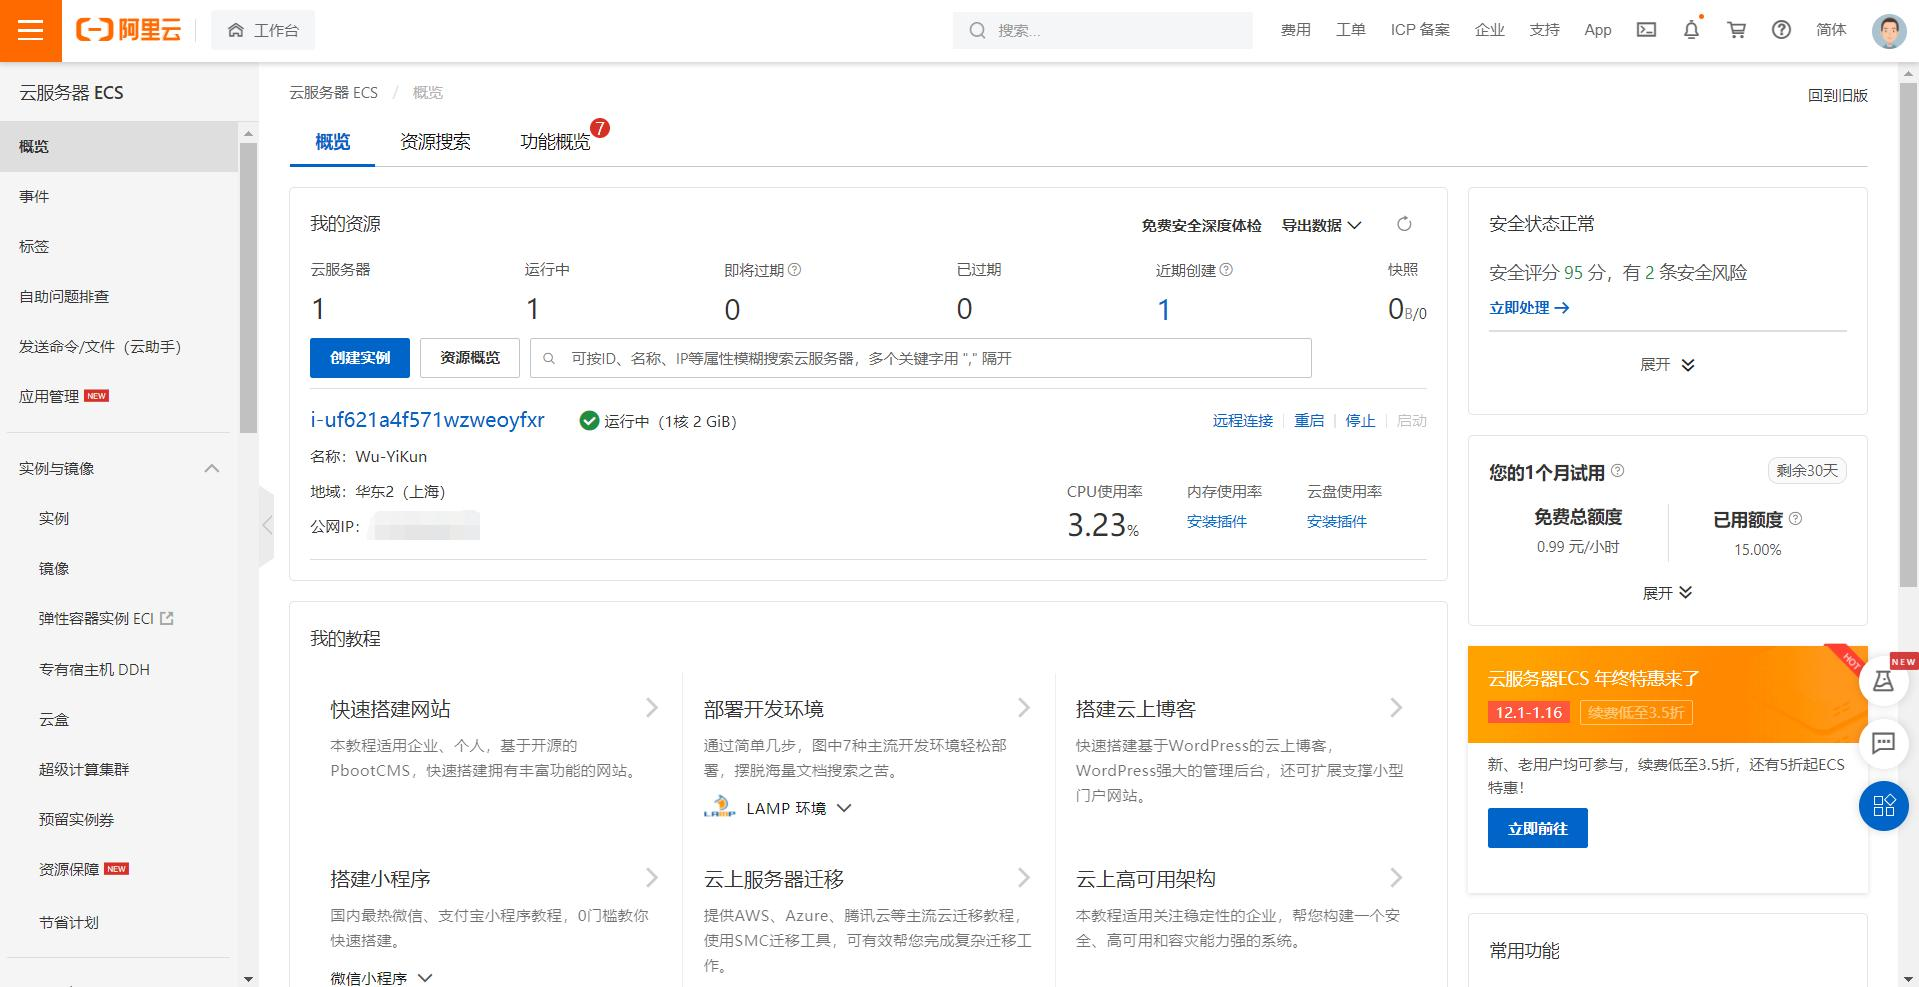 阿里云
工作台
搜索...
费用
工单
ICP 备案
企业
支持
App
简体
云服务器 ECS
概览
事件
标签
自助问题排查
发送命令/文件（云助手）
应用管理 NEW
实例与镜像
实例
镜像
弹性容器实例 ECI
专有宿主机 DDH
云盒
超级计算集群
预留实例券
资源保障 NEW
节省计划
云服务器 ECS / 概览
回到旧版
概览
资源搜索
功能概览 7
我的资源
免费安全深度体检
导出数据
云服务器
1
运行中
1
即将过期
0
已过期
0
近期创建
1
快照
0B/0
创建实例
资源概览
可按ID、名称、IP等属性模糊搜索云服务器，多个关键字用 "," 隔开
i-uf621a4f571wzweoyfxr
运行中（1核 2 GiB）
远程连接
重启
停止
启动
名称：Wu-YiKun
地域：华东2（上海）
公网IP：
CPU使用率
3.23%
内存使用率
安装插件
云盘使用率
安装插件
我的教程
快速搭建网站
本教程适用企业、个人，基于开源的
PbootCMS，快速搭建拥有丰富功能的网站。
部署开发环境
通过简单几步，图中7种主流开发环境轻松部
署，摆脱海量文档搜索之苦。
LAMP
LAMP 环境
搭建云上博客
快速搭建基于WordPress的云上博客，
WordPress强大的管理后台，还可扩展支撑小型
门户网站。
搭建小程序
国内最热微信、支付宝小程序教程，0门槛教你
快速搭建。
微信小程序
云上服务器迁移
提供AWS、Azure、腾讯云等主流云迁移教程，
使用SMC迁移工具，可有效帮您完成复杂迁移工
作。
云上高可用架构
本教程适用关注稳定性的企业，帮您构建一个安
全、高可用和容灾能力强的系统。
安全状态正常
安全评分 95 分，有 2 条安全风险
立即处理
展开
您的1个月试用
剩余30天
免费总额度
0.99 元/小时
已用额度
15.00%
展开
HOT
云服务器ECS 年终特惠来了
12.1-1.16
续费低至3.5折
新、老用户均可参与，续费低至3.5折，还有5折起ECS
特惠！
立即前往
NEW
常用功能